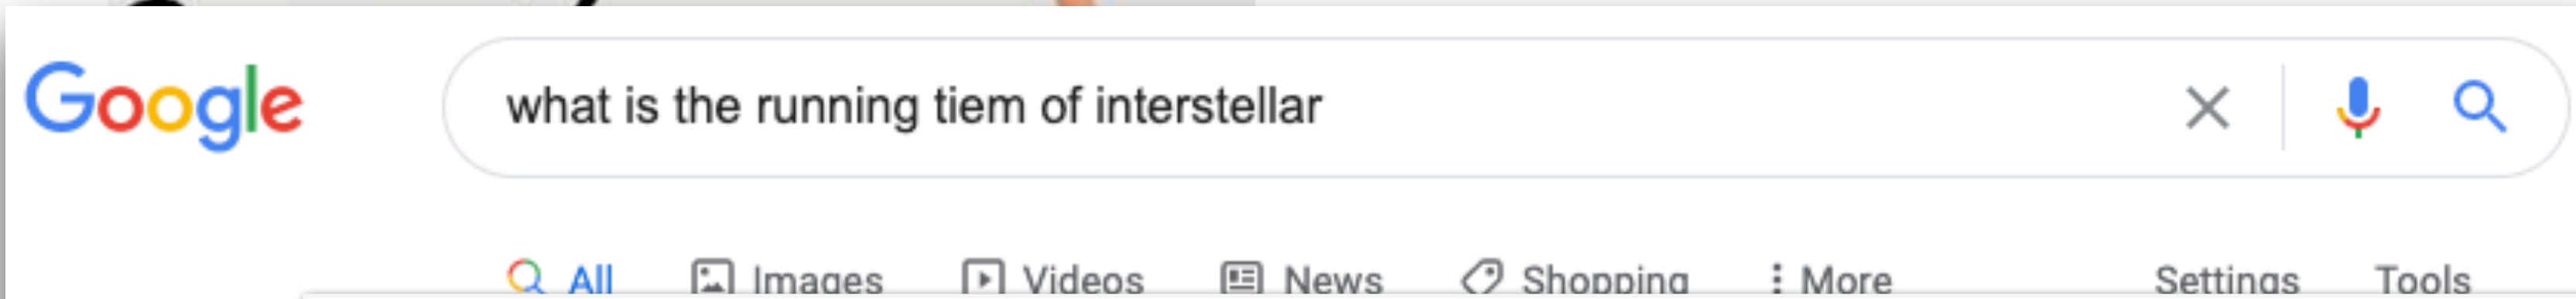 Google what is the running tiem of interstellar
All Images Videos News Shopping More Settings Tools